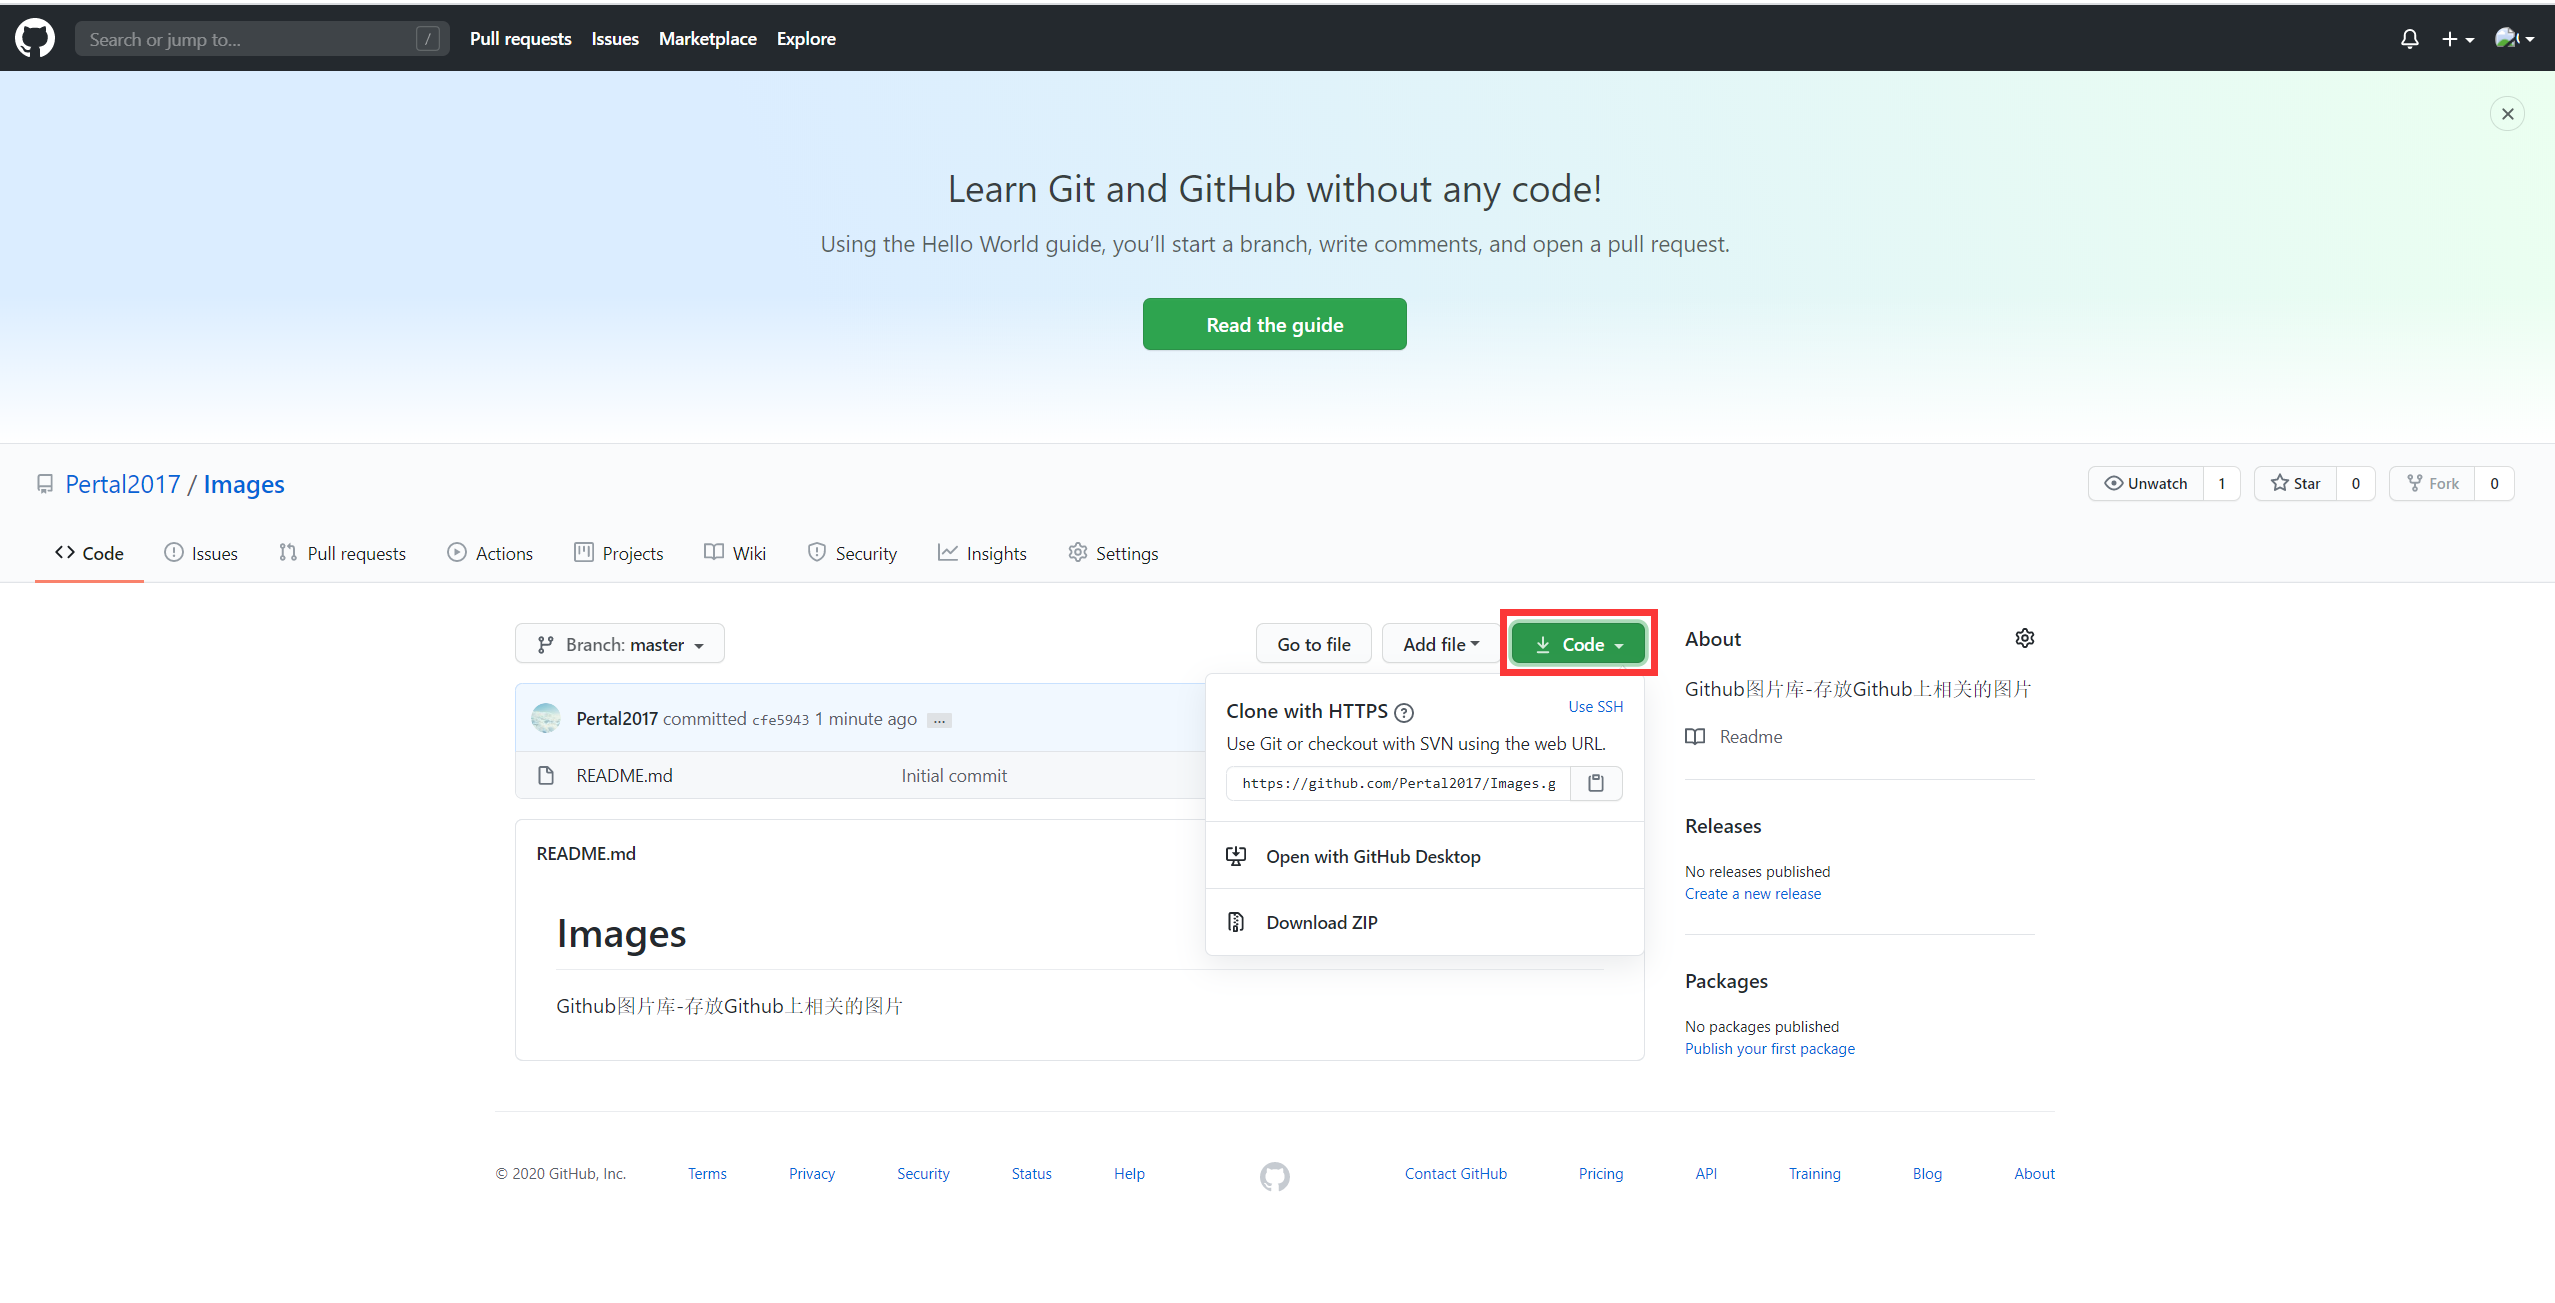 Search or jump to... /
Pull requests Issues Marketplace Explore
Learn Git and GitHub without any code!
Using the Hello World guide, you’ll start a branch, write comments, and open a pull request.
Read the guide
Pertal2017 / Images
Unwatch 1 Star 0 Fork 0
Code Issues Pull requests Actions Projects Wiki Security Insights Settings
Branch: master
Go to file Add file Code
Pertal2017 committed cfe5943 1 minute ago ...
README.md Initial commit
Clone with HTTPS ?
Use SSH
Use Git or checkout with SVN using the web URL.
https://github.com/Pertal2017/Images.g
Open with GitHub Desktop
Download ZIP
README.md
Images
Github图片库-存放Github上相关的图片
About
Github图片库-存放Github上相关的图片
Readme
Releases
No releases published
Create a new release
Packages
No packages published
Publish your first package
© 2020 GitHub, Inc. Terms Privacy Security Status Help Contact GitHub Pricing API Training Blog About